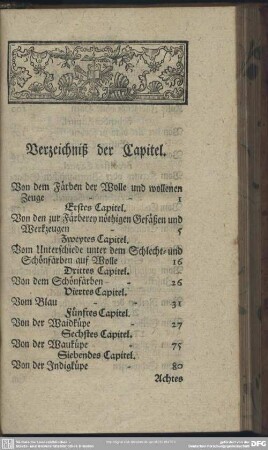 Verzeichniß der Capitel.
Von dem Färben der Wolle und wollenen
Zeuge - - - 1
Erstes Capitel.
Von den zur Färberey nöthigen Gefäßen und
Werkzeugen - - 5
Zweytes Capitel.
Vom Unterschiede unter dem Schlecht- und
Schönfärben auf Wolle - 16
Drittes Capitel.
Von dem Schönfärben - - 26
Viertes Capitel.
Vom Blau - - - 31
Fünftes Capitel.
Von der Waidküpe - - 27
Sechstes Capitel.
Von der Wauküpe - - 75
Siebendes Capitel.
Von der Indigküpe - - 80
Achtes